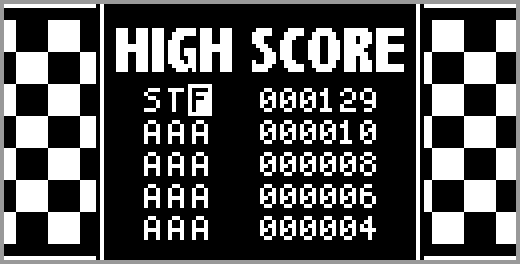 HIGH SCORE
STF 000129
AAA 000010
AAA 000008
AAA 000006
AAA 000004